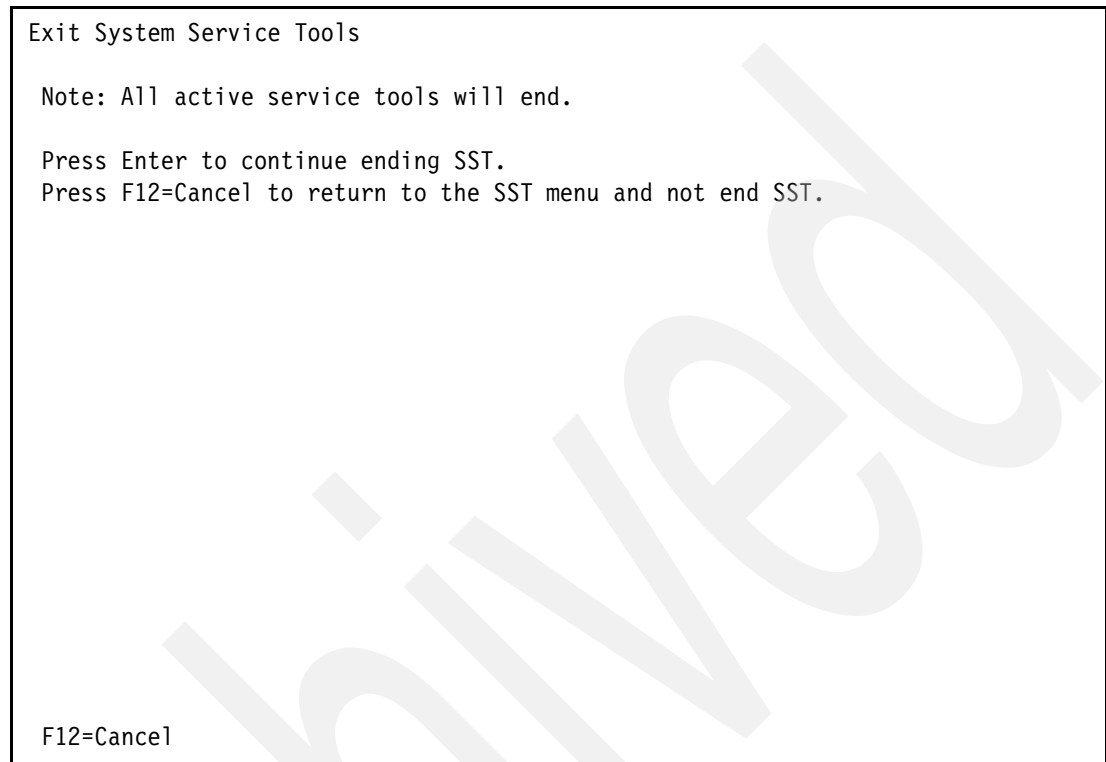 Exit System Service Tools
Note: All active service tools will end.
Press Enter to continue ending SST.
Press F12=Cancel to return to the SST menu and not end SST.
F12=Cancel
hived